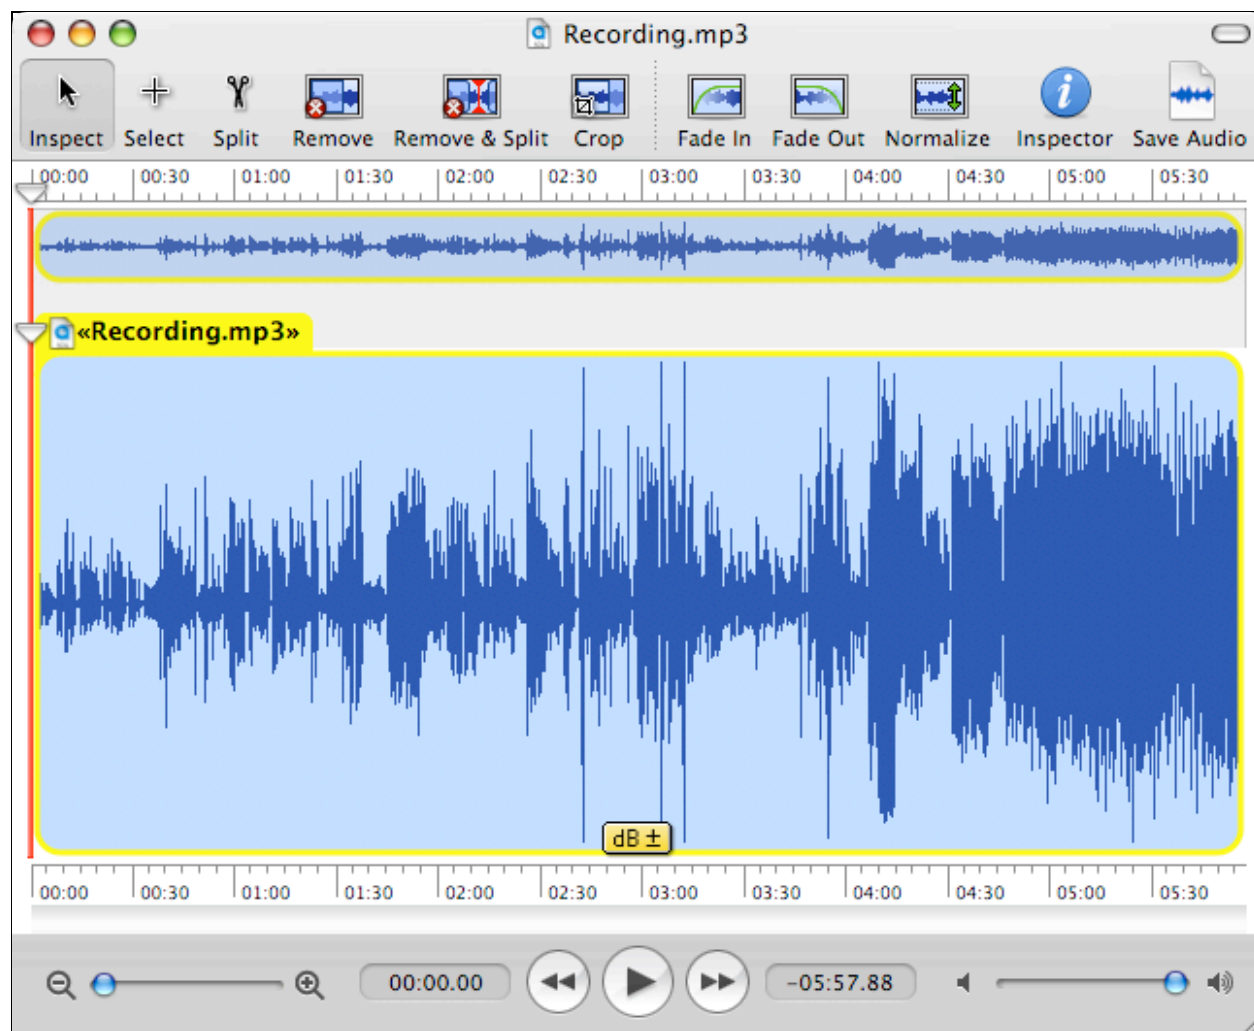 Recording.mp3
Inspect Select Split Remove Remove & Split Crop Fade In Fade Out Normalize Inspector Save Audio
00:00 00:30 01:00 01:30 02:00 02:30 03:00 03:30 04:00 04:30 05:00 05:30
«Recording.mp3»
dB ±
00:00 00:30 01:00 01:30 02:00 02:30 03:00 03:30 04:00 04:30 05:00 05:30
00:00.00 -05:57.88